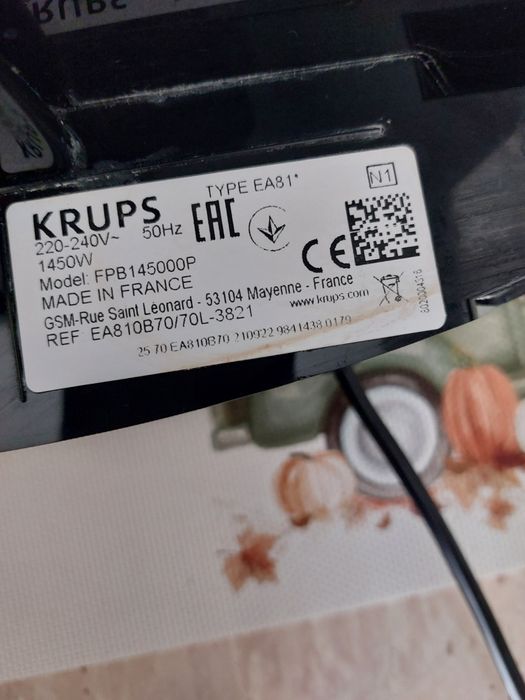 KRUPS
TYPE EA81*
N1
KRUPS
220-240V~ 50Hz
EAC
1450W
Model: FPB145000P
CE
MADE IN FRANCE
GSM-Rue Saint Léonard - 53104 Mayenne - France
www.krups.com
REF EA810B70/70L-3821
25 70 EA810B70 210922 9841438 0179